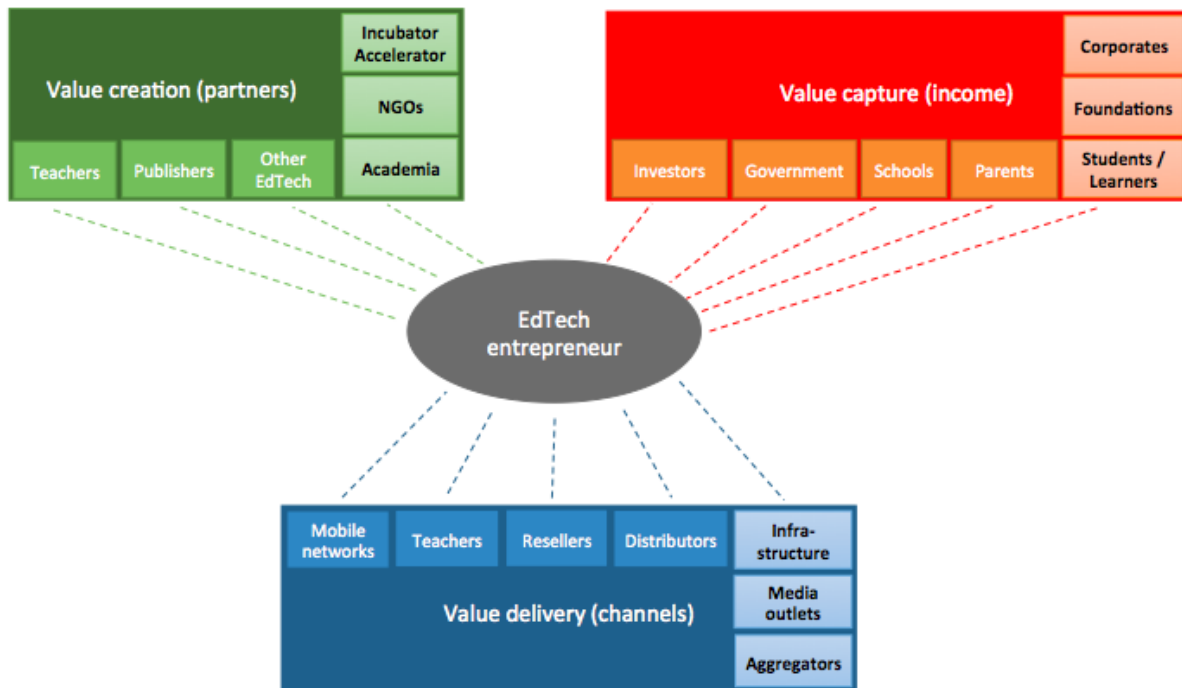 Incubator
Accelerator
Value creation (partners)
NGOs
Teachers
Publishers
Other
EdTech
Academia
Corporates
Value capture (income)
Foundations
Investors
Government
Schools
Parents
Students /
Learners
EdTech
entrepreneur
Mobile
networks
Teachers
Resellers
Distributors
Infra-
structure
Value delivery (channels)
Media
outlets
Aggregators